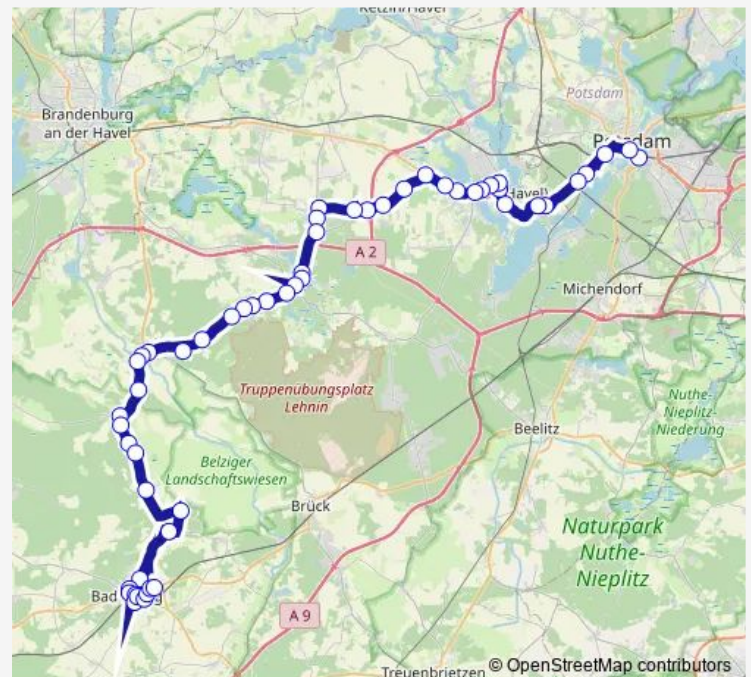 Ketzin/Havel
Brandenburg
an der Havel
Potsdam
Potsdam
Havel)
A 2
Michendorf
Truppenübungsplatz
Lehnin
Nuthe-
Nieplitz-
Niederung
Beelitz
Belziger
Landschaftswiesen
Brück
Naturpark
Nuthe-
Nieplitz
Bad
A 9
Treuenbrietzen
© OpenStreetMap contributors